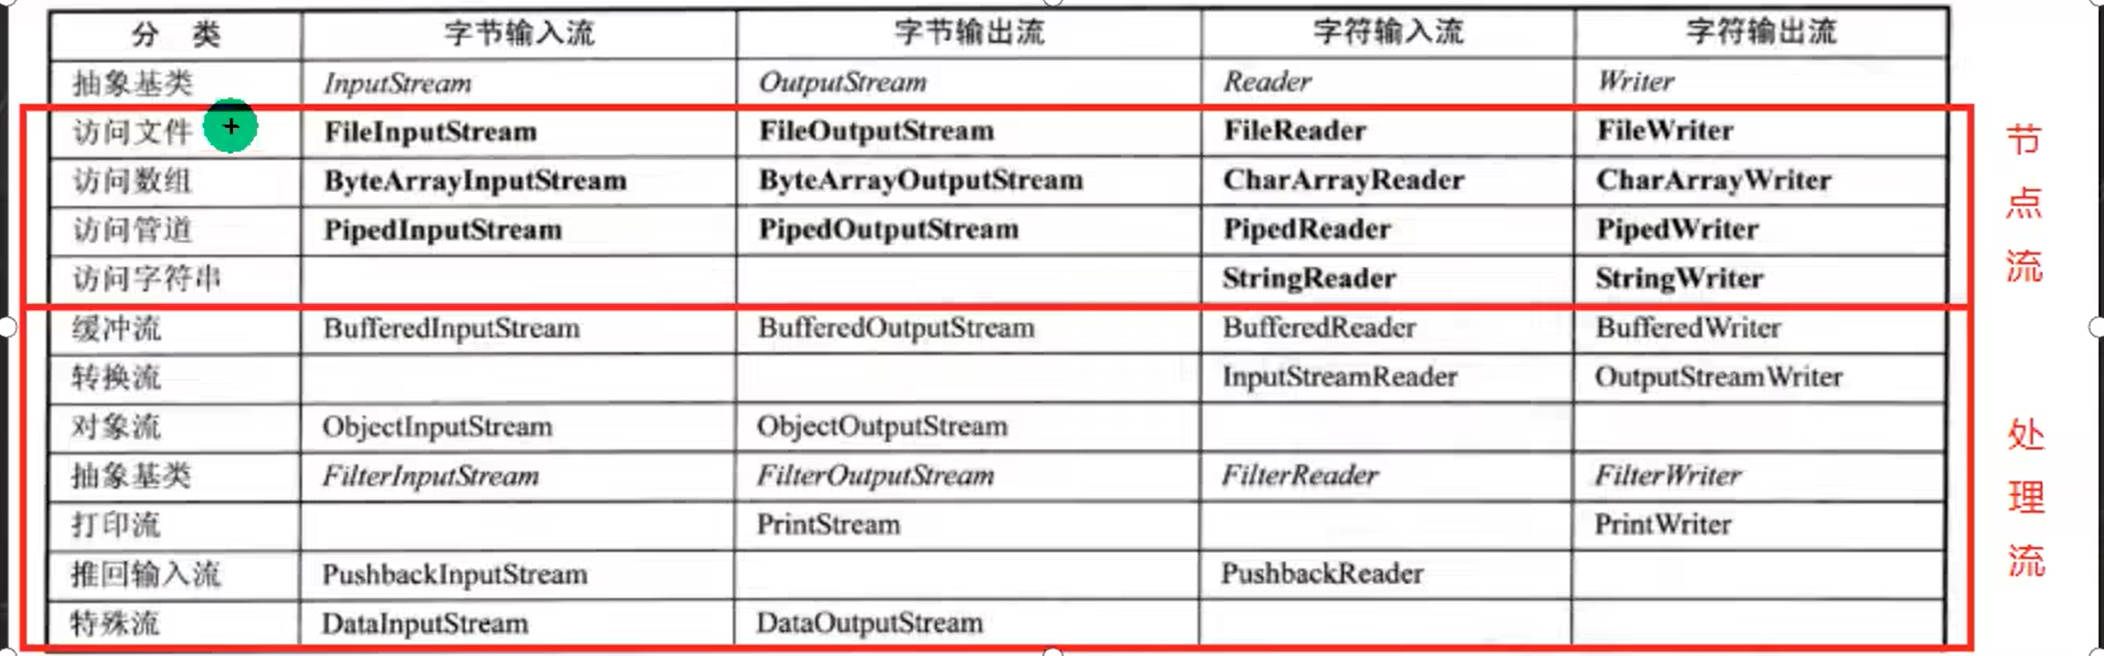 分 类 字节输入流 字节输出流 字符输入流 字符输出流
抽象基类 InputStream OutputStream Reader Writer
访问文件 FileInputStream FileOutputStream FileReader FileWriter
访问数组 ByteArrayInputStream ByteArrayOutputStream CharArrayReader CharArrayWriter
访问管道 PipedInputStream PipedOutputStream PipedReader PipedWriter
访问字符串 StringReader StringWriter
缓冲流 BufferedInputStream BufferedOutputStream BufferedReader BufferedWriter
转换流 InputStreamReader OutputStreamWriter
对象流 ObjectInputStream ObjectOutputStream
抽象基类 FilterInputStream FilterOutputStream FilterReader FilterWriter
打印流 PrintStream PrintWriter
推回输入流 PushbackInputStream PushbackReader
特殊流 DataInputStream DataOutputStream
节点流
处理流